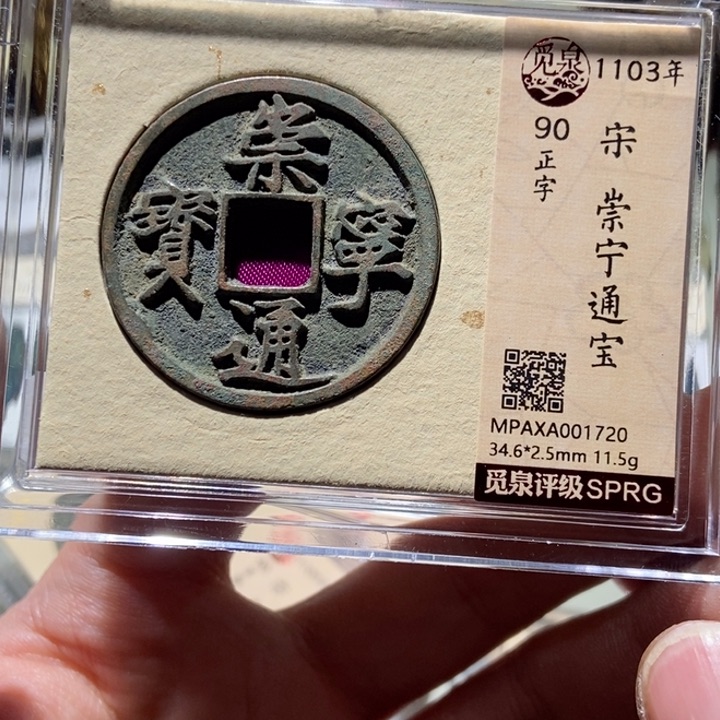 崇
寧
通
寶
觅泉
1103年
90
正字
宋 崇宁通宝
MPAXA001720
34.6*2.5mm 11.5g
觅泉评级SPRG